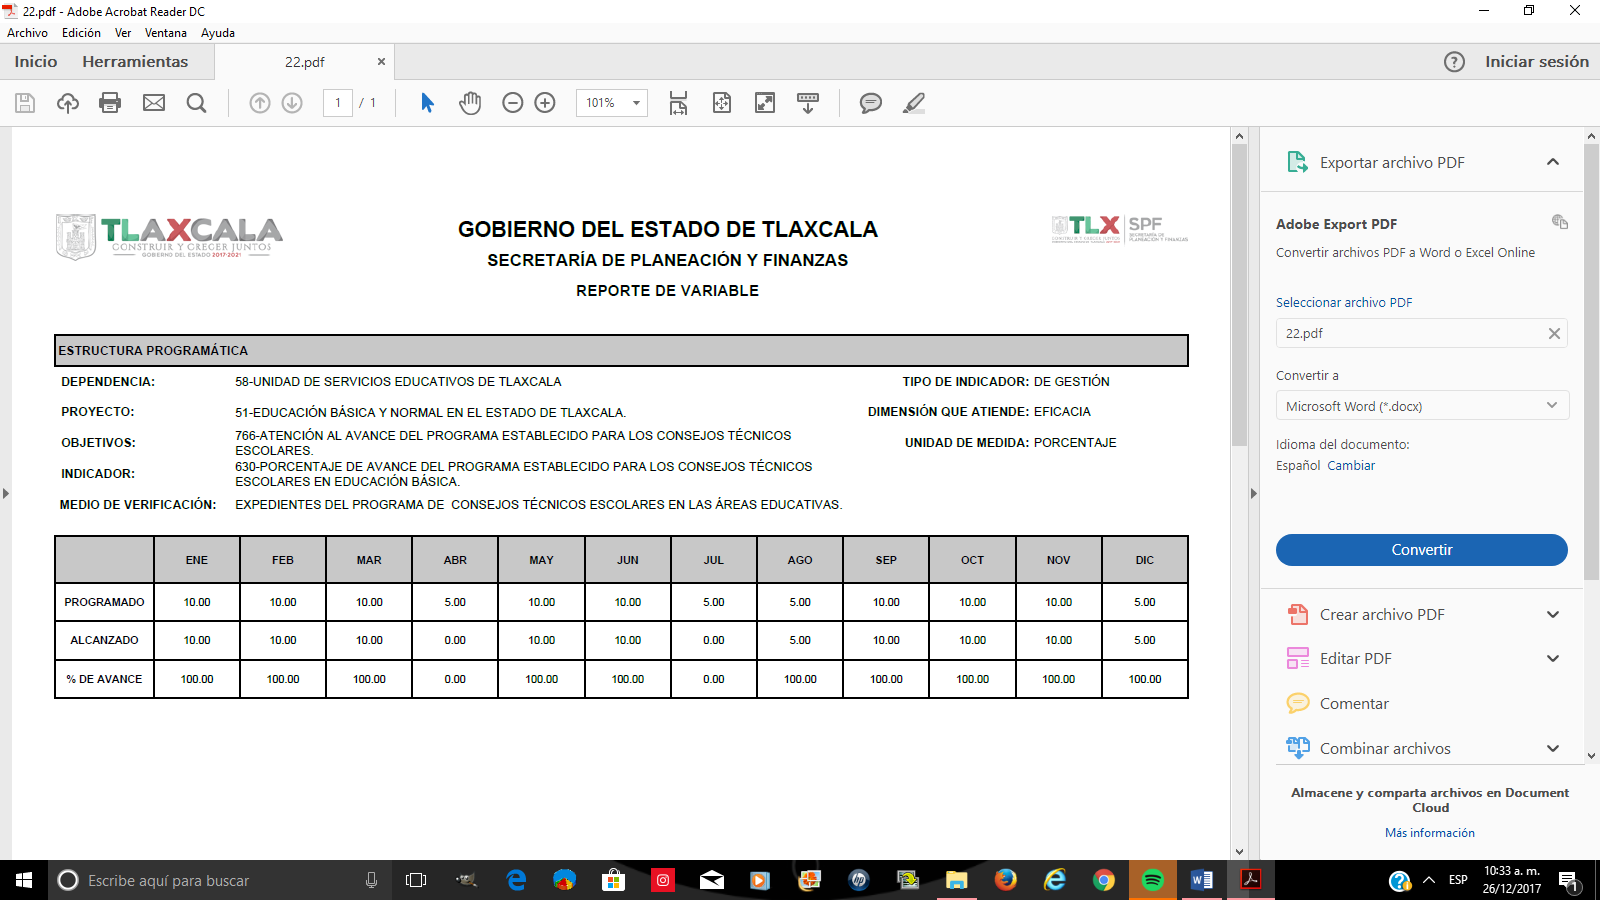 22.pdf - Adobe Acrobat Reader DC
Archivo Edición Ver Ventana Ayuda
Inicio Herramientas 22.pdf × ? Iniciar sesión
1 / 1 101%
TLAXCALA
CONSTRUIR Y CRECER JUNTOS
GOBIERNO DEL ESTADO 2017-2021
GOBIERNO DEL ESTADO DE TLAXCALA
SECRETARÍA DE PLANEACIÓN Y FINANZAS
REPORTE DE VARIABLE
TLX SPF
SECRETARÍA DE
PLANEACIÓN Y FINANZAS
CONSTRUIR Y CRECER JUNTOS
ESTRUCTURA PROGRAMÁTICA
DEPENDENCIA: 58-UNIDAD DE SERVICIOS EDUCATIVOS DE TLAXCALA TIPO DE INDICADOR: DE GESTIÓN
PROYECTO: 51-EDUCACIÓN BÁSICA Y NORMAL EN EL ESTADO DE TLAXCALA. DIMENSIÓN QUE ATIENDE: EFICACIA
OBJETIVOS: 766-ATENCIÓN AL AVANCE DEL PROGRAMA ESTABLECIDO PARA LOS CONSEJOS TÉCNICOS
ESCOLARES. UNIDAD DE MEDIDA: PORCENTAJE
INDICADOR: 630-PORCENTAJE DE AVANCE DEL PROGRAMA ESTABLECIDO PARA LOS CONSEJOS TÉCNICOS
ESCOLARES EN EDUCACIÓN BÁSICA.
MEDIO DE VERIFICACIÓN: EXPEDIENTES DEL PROGRAMA DE CONSEJOS TÉCNICOS ESCOLARES EN LAS ÁREAS EDUCATIVAS.
ENE FEB MAR ABR MAY JUN JUL AGO SEP OCT NOV DIC
PROGRAMADO 10.00 10.00 10.00 5.00 10.00 10.00 5.00 5.00 10.00 10.00 10.00 5.00
ALCANZADO 10.00 10.00 10.00 0.00 10.00 10.00 0.00 5.00 10.00 10.00 10.00 5.00
% DE AVANCE 100.00 100.00 100.00 0.00 100.00 100.00 0.00 100.00 100.00 100.00 100.00 100.00
Exportar archivo PDF
Adobe Export PDF
Convertir archivos PDF a Word o Excel Online
Seleccionar archivo PDF
22.pdf
Convertir a
Microsoft Word (*.docx)
Idioma del documento:
Español Cambiar
Convertir
Crear archivo PDF
Editar PDF
Comentar
Combinar archivos
Almacene y comparta archivos en Document
Cloud
Más información
Escribe aquí para buscar
ESP
10:33 a. m.
26/12/2017
1